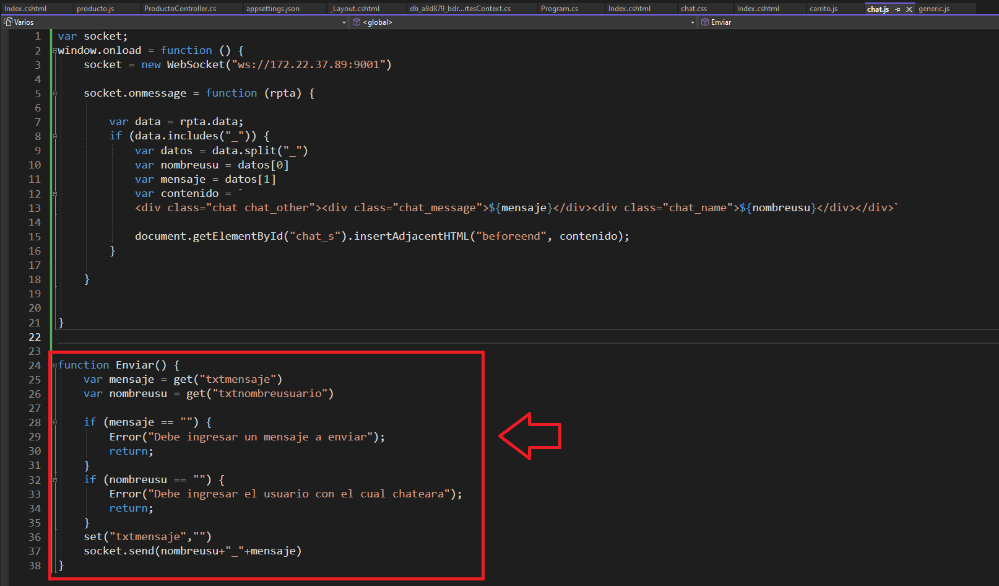 Index.cshtml producto.js ProductoController.cs appsettings.json _Layout.cshtml db_a8d879_bdr...rtesContext.cs Program.cs Index.cshtml chat.css Index.cshtml carrito.js chat.js generic.js
Varios <global> Enviar
1 var socket;
2 window.onload = function () {
3 socket = new WebSocket("ws://172.22.37.89:9001")
4
5 socket.onmessage = function (rpta) {
6
7 var data = rpta.data;
8 if (data.includes("_")) {
9 var datos = data.split("_")
10 var nombreusu = datos[0]
11 var mensaje = datos[1]
12 var contenido = `
13 <div class="chat chat_other"><div class="chat_message">${mensaje}</div><div class="chat_name">${nombreusu}</div></div>`
14
15 document.getElementById("chat_s").insertAdjacentHTML("beforeend", contenido);
16 }
17
18 }
19
20
21 }
22
23
24 function Enviar() {
25 var mensaje = get("txtmensaje")
26 var nombreusu = get("txtnombreusuario")
27
28 if (mensaje == "") {
29 Error("Debe ingresar un mensaje a enviar");
30 return;
31 }
32 if (nombreusu == "") {
33 Error("Debe ingresar el usuario con el cual chateara");
34 return;
35 }
36 set("txtmensaje","")
37 socket.send(nombreusu+"_"+mensaje)
38 }